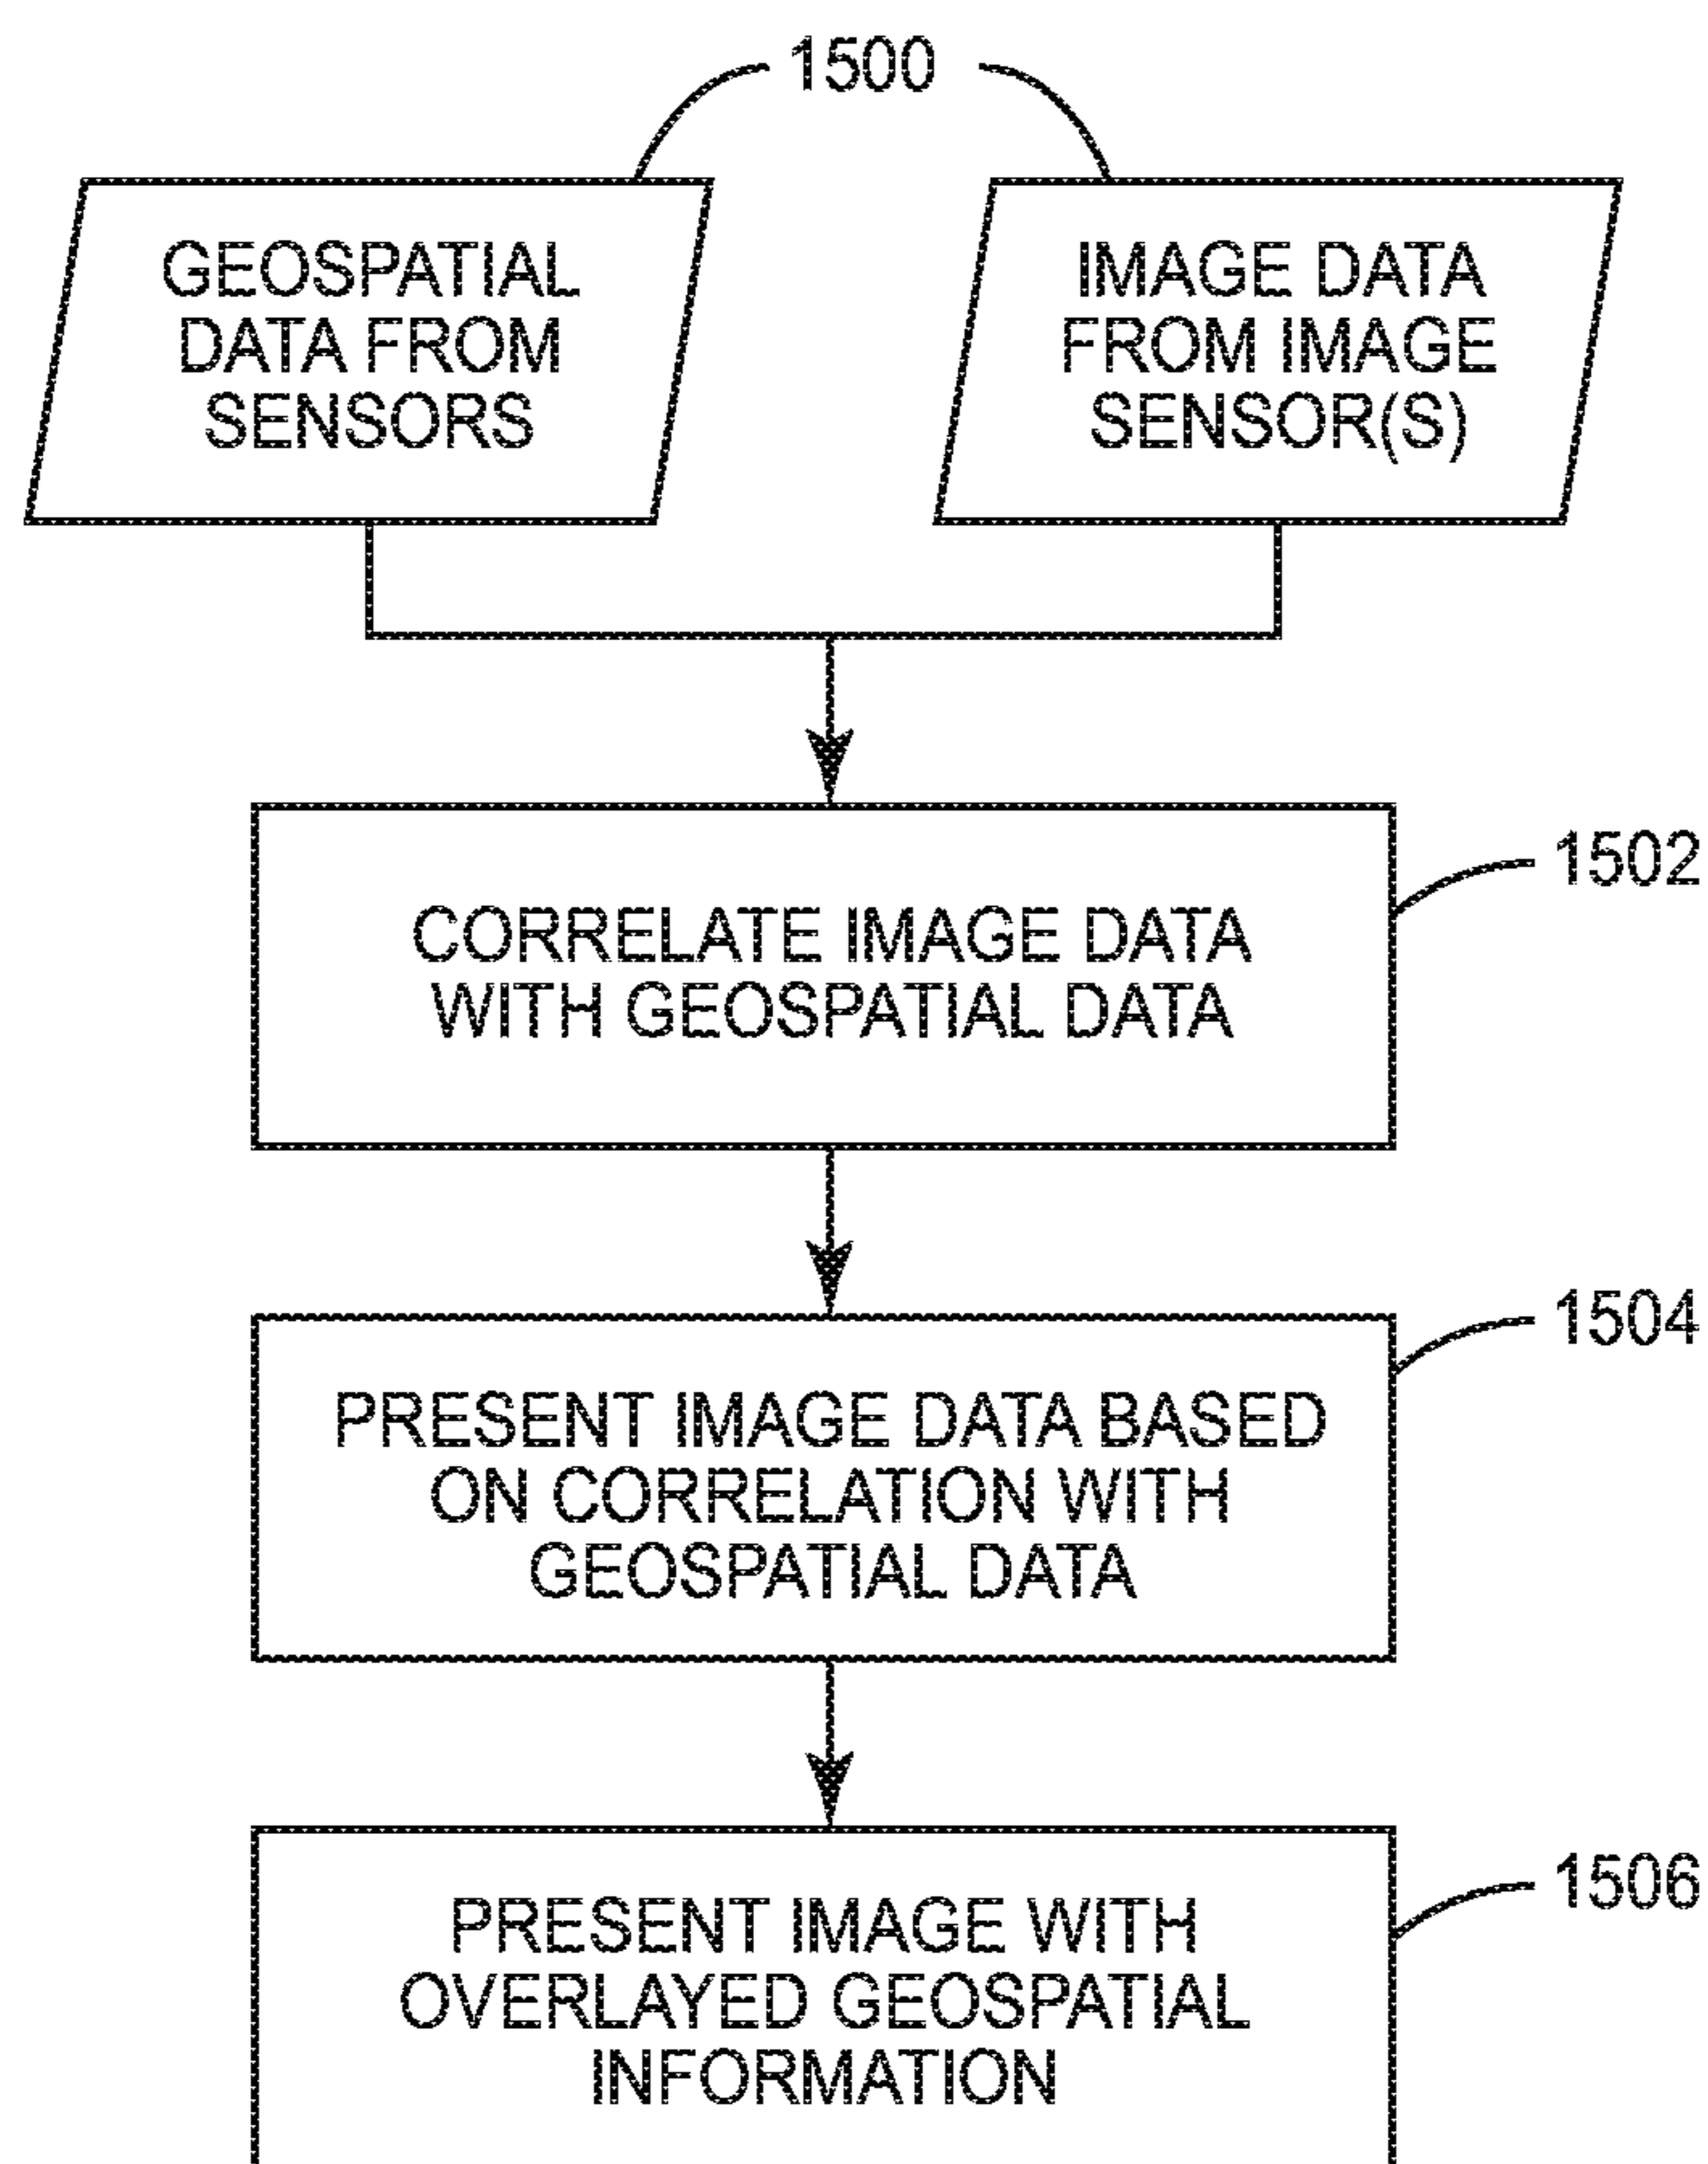 1500
GEOSPATIAL
DATA FROM
SENSORS
IMAGE DATA
FROM IMAGE
SENSOR(S)
CORRELATE IMAGE DATA
WITH GEOSPATIAL DATA
1502
PRESENT IMAGE DATA BASED
ON CORRELATION WITH
GEOSPATIAL DATA
1504
PRESENT IMAGE WITH
OVERLAYED GEOSPATIAL
INFORMATION
1506